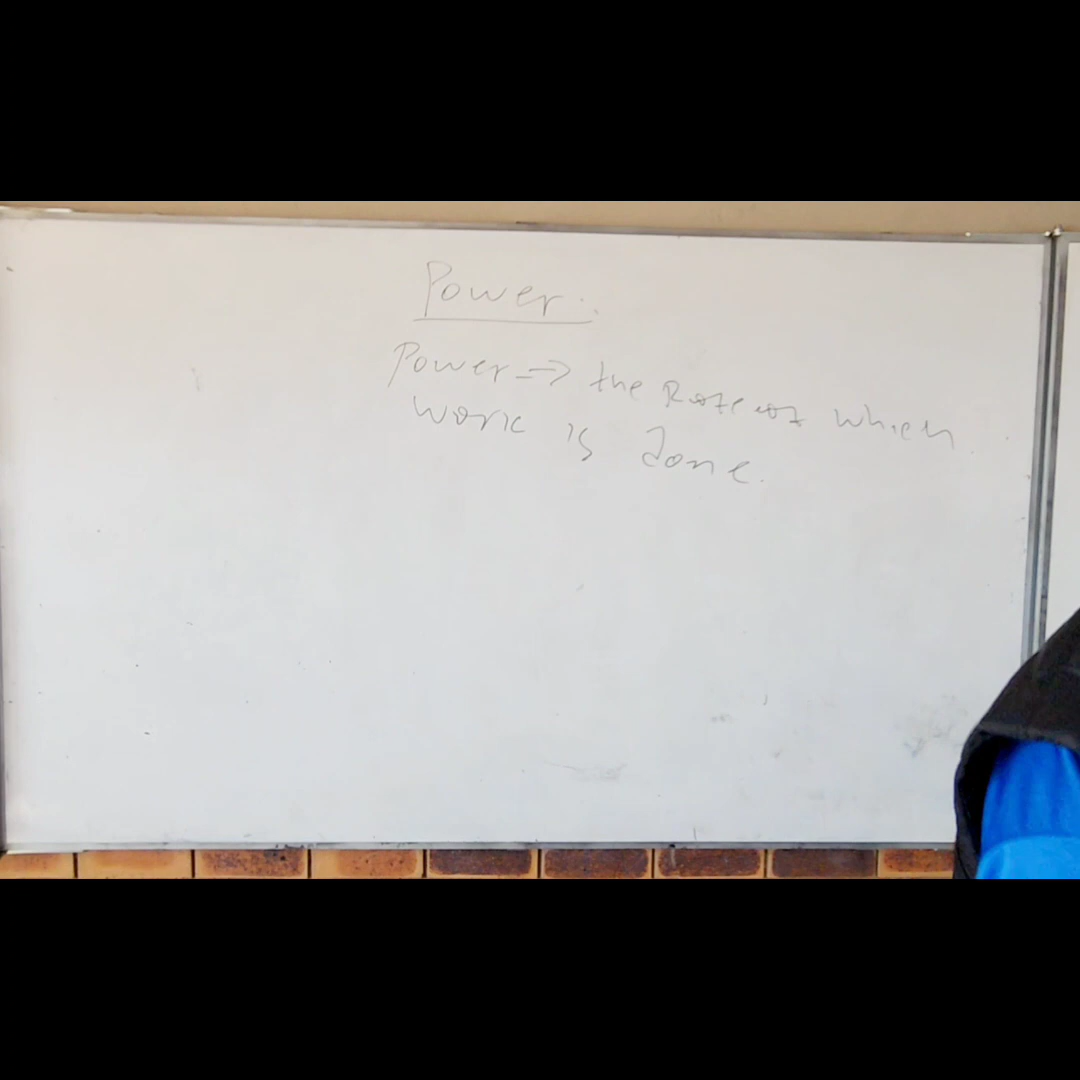 Power:
Power → the Rate at which
work is done.